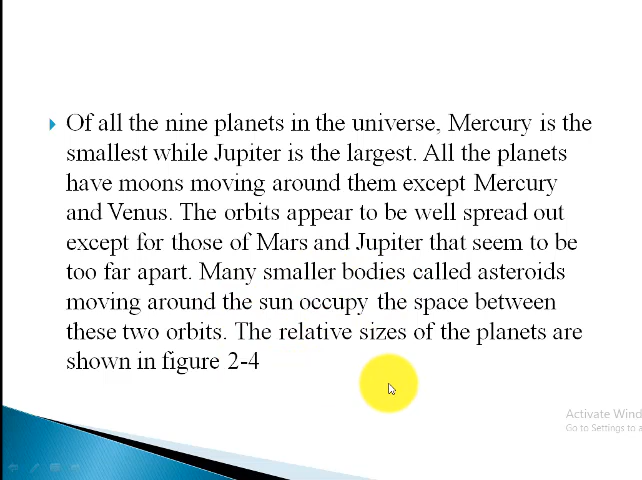 Of all the nine planets in the universe, Mercury is the
smallest while Jupiter is the largest. All the planets
have moons moving around them except Mercury
and Venus. The orbits appear to be well spread out
except for those of Mars and Jupiter that seem to be
too far apart. Many smaller bodies called asteroids
moving around the sun occupy the space between
these two orbits. The relative sizes of the planets are
shown in figure 2-4
Activate Wind
Go to Settings to a